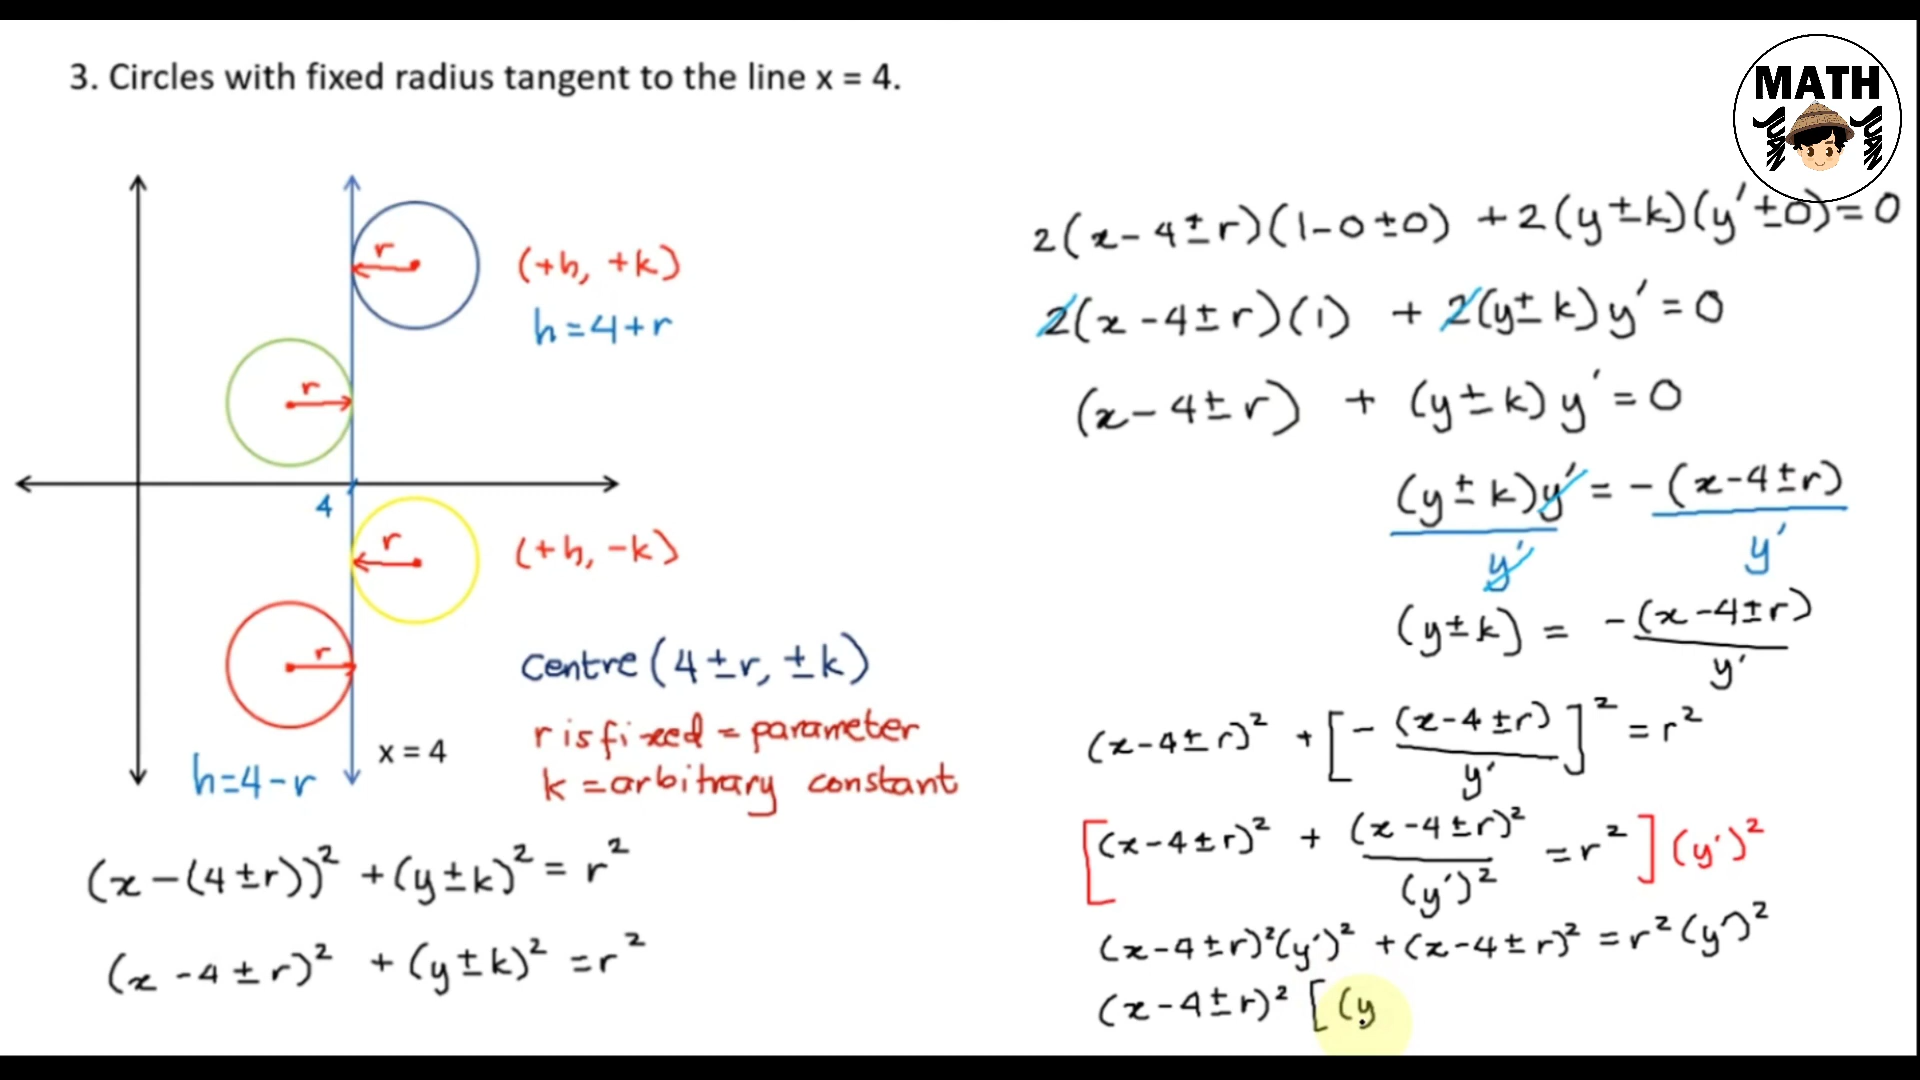 3. Circles with fixed radius tangent to the line x = 4.
MATH
r
(+h, +k)
h=4+r
r
4
r
(+h, -k)
r
Centre (4 ± r, ± k)
r is fixed = parameter
k = arbitrary constant
x = 4
h=4-r
(x-(4±r))² + (y±k)² = r²
(x-4±r)² + (y±k)² = r²
2(x-4±r)(1-0±0) + 2(y±k)(y'±0)=0
2(x-4±r)(1) + 2(y±k)y' = 0
(x-4±r) + (y±k)y' = 0
(y±k)y' = -(x-4±r)
y' y'
(y±k) = -(x-4±r)
y'
(x-4±r)² + [-(x-4±r)]² = r²
y'
[(x-4±r)² + (x-4±r)² = r²](y')²
(y')²
(x-4±r)²(y')² + (x-4±r)² = r²(y')²
(x-4±r)² [(y